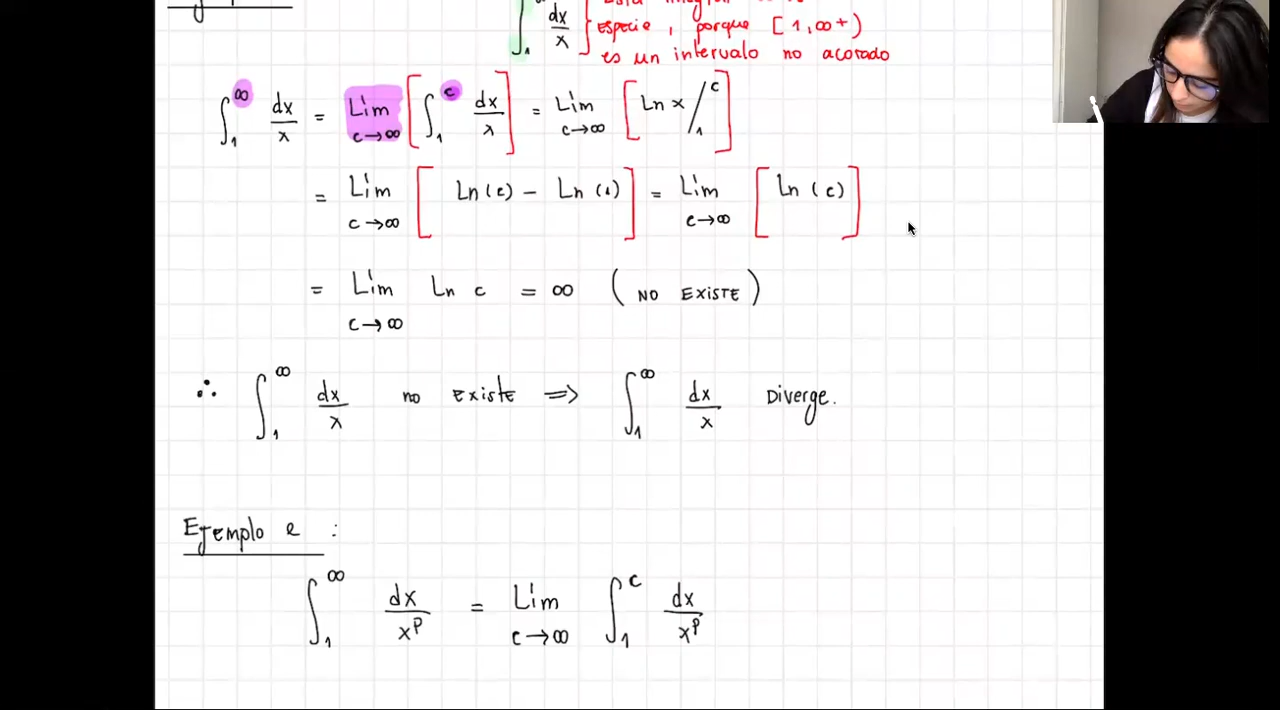 ∫₁ dx/x
especie, porque [1,∞+)
es un intervalo no acotado
∫₁^∞ dx/x = Lim c→∞ [∫₁^c dx/x] = Lim c→∞ [Ln x /₁^c]
= Lim c→∞ [Ln(c) - Ln(1)] = Lim c→∞ [Ln(c)]
= Lim c→∞ Ln c = ∞ (NO EXISTE)
∴ ∫₁^∞ dx/x no existe ⟹ ∫₁^∞ dx/x Diverge.
Ejemplo 2 :
∫₁^∞ dx/x^p = Lim c→∞ ∫₁^c dx/x^p